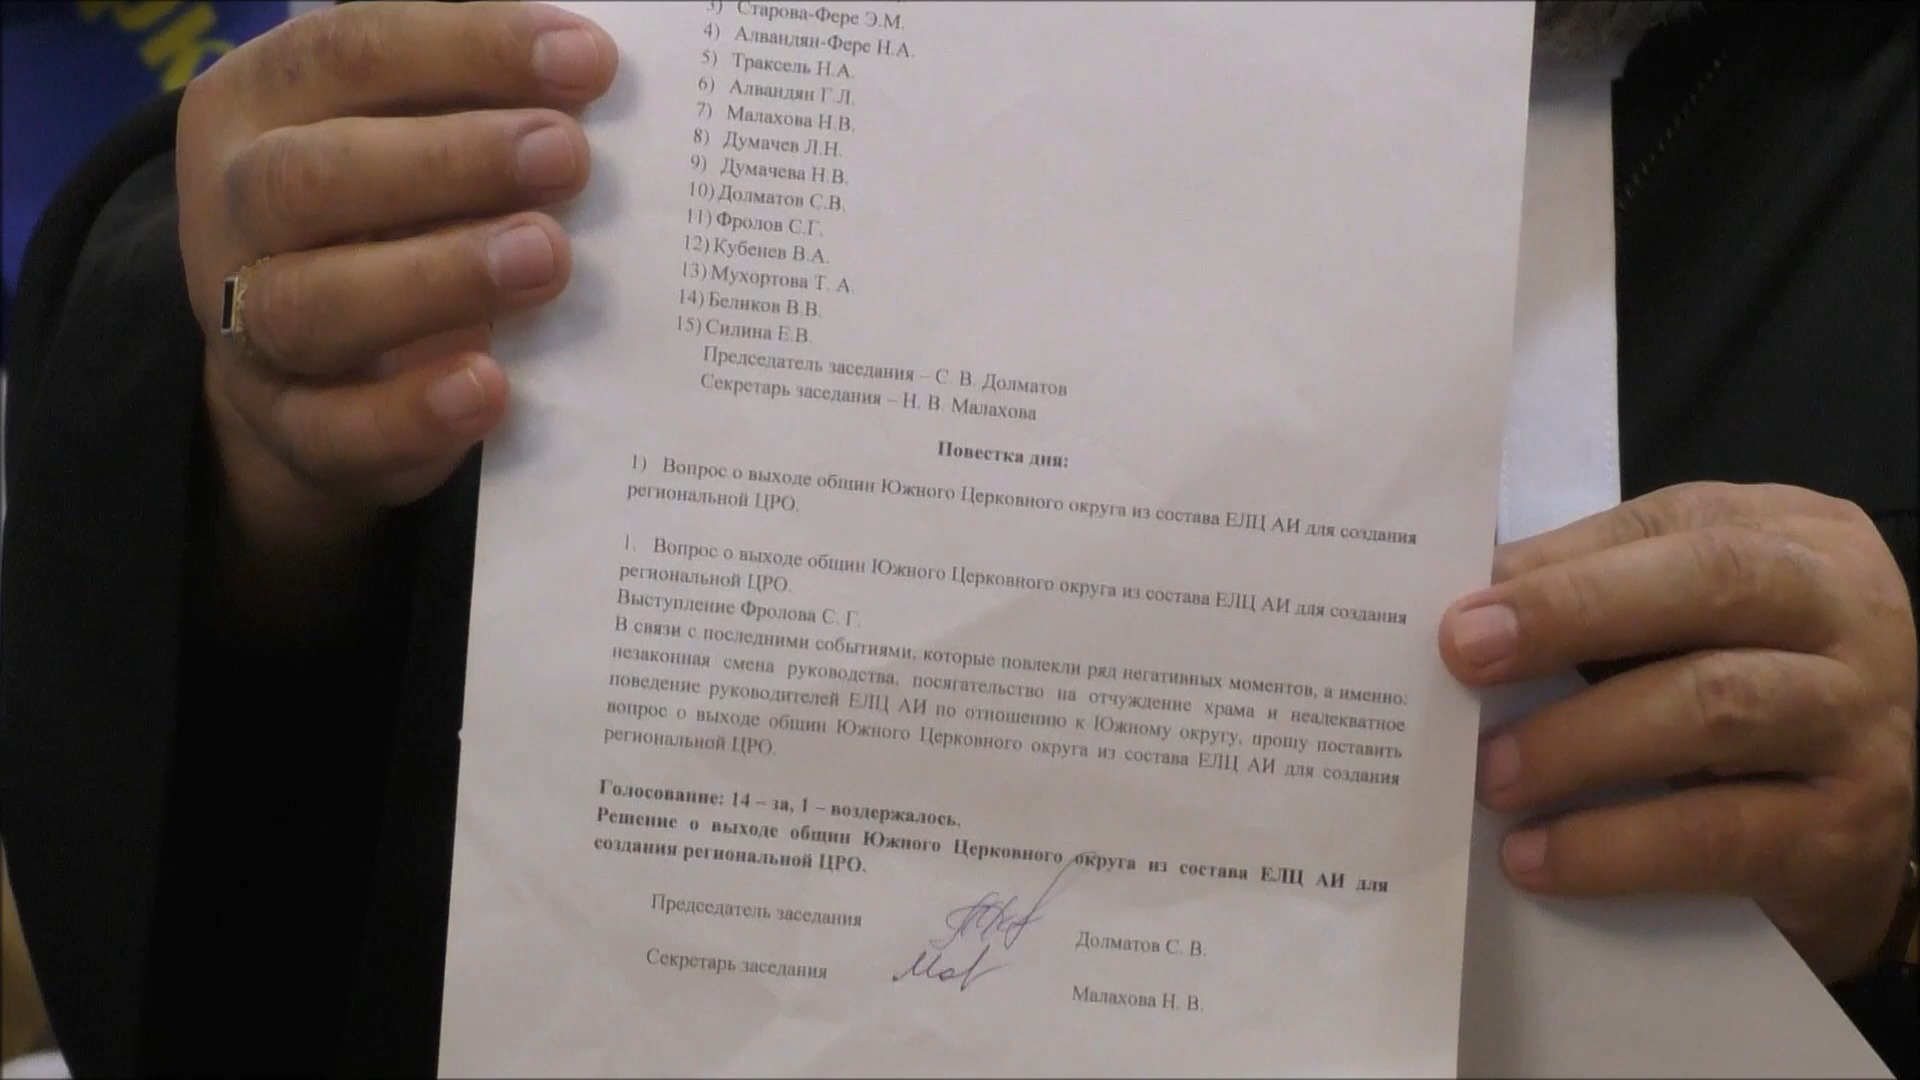 3) Старова-Фере Э.М.
4) Алвандян-Фере Н.А.
5) Траксель Н.А.
6) Алвандян Г.Л.
7) Малахова Н.В.
8) Думачев Л.Н.
9) Думачева Н.В.
10) Долматов С.В.
11) Фролов С.Г.
12) Кубенев В.А.
13) Мухортова Т. А.
14) Беликов В.В.
15) Силина Е.В.
Председатель заседания – С. В. Долматов
Секретарь заседания – Н. В. Малахова
Повестка дня:
1) Вопрос о выходе общин Южного Церковного округа из состава ЕЛЦ АИ для создания
региональной ЦРО.
1. Вопрос о выходе общин Южного Церковного округа из состава ЕЛЦ АИ для создания
региональной ЦРО.
Выступление Фролова С. Г.
В связи с последними событиями, которые повлекли ряд негативных моментов, а именно:
незаконная смена руководства, посягательство на отчуждение храма и неадекватное
поведение руководителей ЕЛЦ АИ по отношению к Южному округу, прошу поставить
вопрос о выходе общин Южного Церковного округа из состава ЕЛЦ АИ для создания
региональной ЦРО.
Голосование: 14 – за, 1 – воздержалось.
Решение о выходе общин Южного Церковного округа из состава ЕЛЦ АИ для
создания региональной ЦРО.
Председатель заседания Долматов С. В.
Секретарь заседания Малахова Н. В.